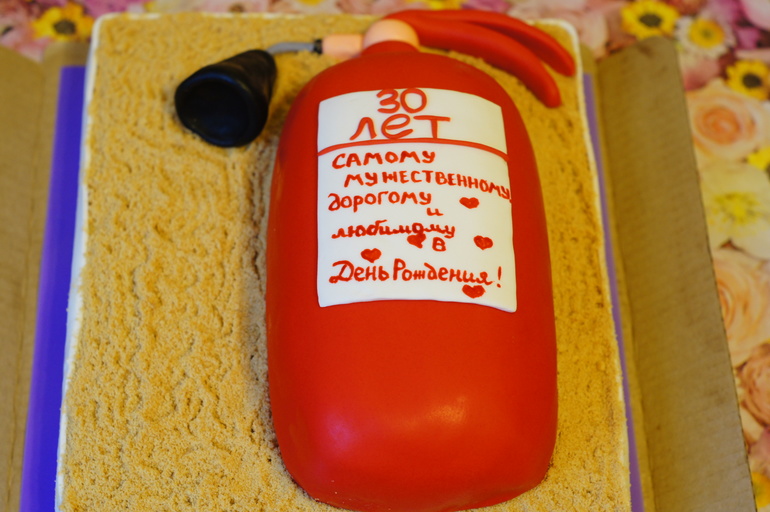 30
лет
самому
мужественному,
дорогому
и
любимому
в
День Рождения!